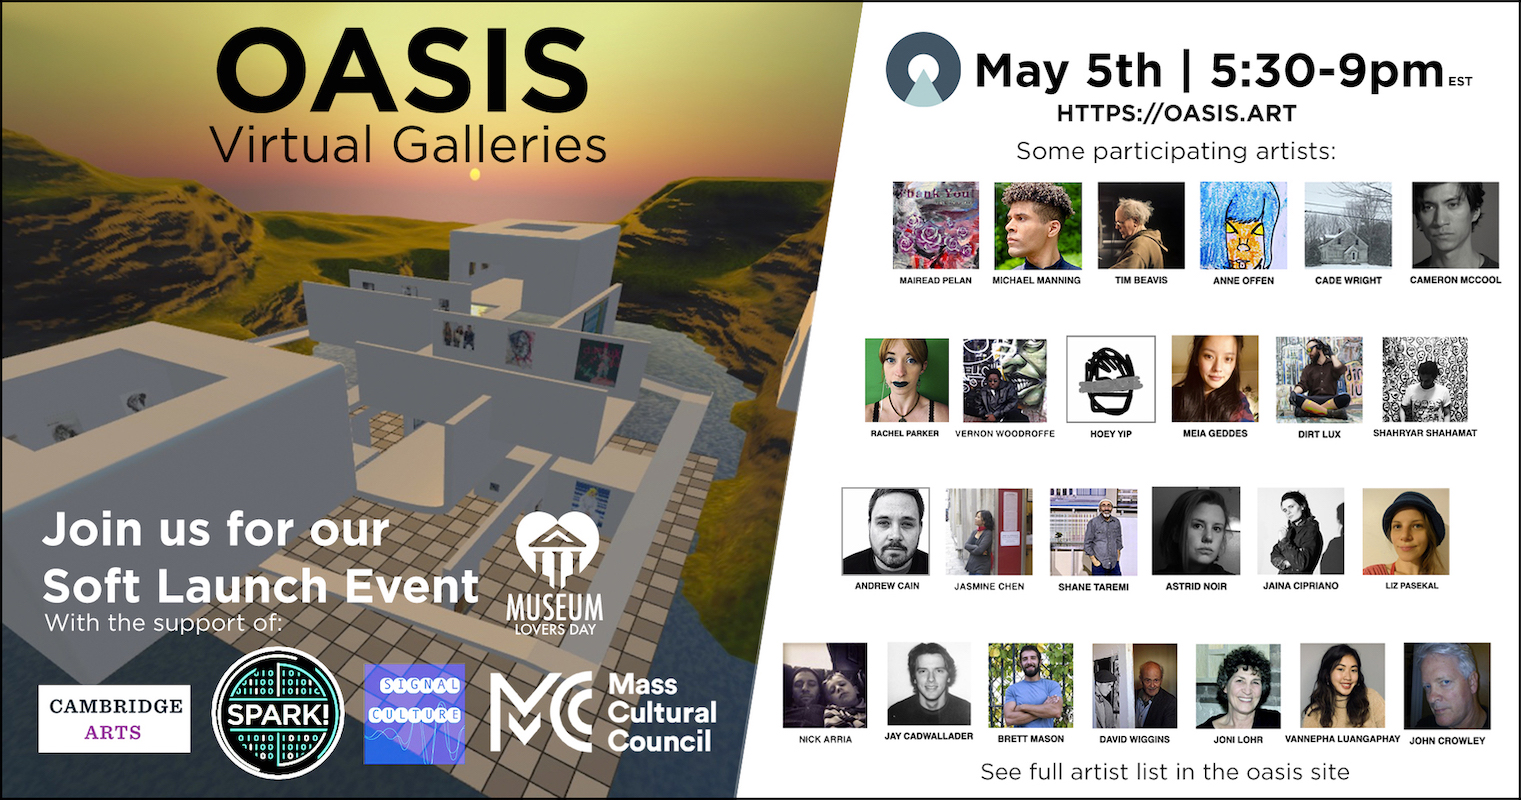 OASIS
Virtual Galleries
Join us for our
Soft Launch Event
With the support of:
MUSEUM
LOVERS DAY
CAMBRIDGE
ARTS
SPARK!
SIGNAL
CULTURE
MCC
Mass
Cultural
Council
May 5th | 5:30-9pm EST
HTTPS://OASIS.ART
Some participating artists:
Thank You!
MAIREAD PELAN
MICHAEL MANNING
TIM BEAVIS
ANNE OFFEN
CADE WRIGHT
CAMERON MCCOOL
RACHEL PARKER
VERNON WOODROFFE
HOEY YIP
MEIA GEDDES
DIRT LUX
SHAHRYAR SHAHAMAT
ANDREW CAIN
JASMINE CHEN
SHANE TAREMI
ASTRID NOIR
JAINA CIPRIANO
LIZ PASEKAL
NICK ARRIA
JAY CADWALLADER
BRETT MASON
DAVID WIGGINS
JONI LOHR
VANNEPHA LUANGAPHAY
JOHN CROWLEY
See full artist list in the oasis site